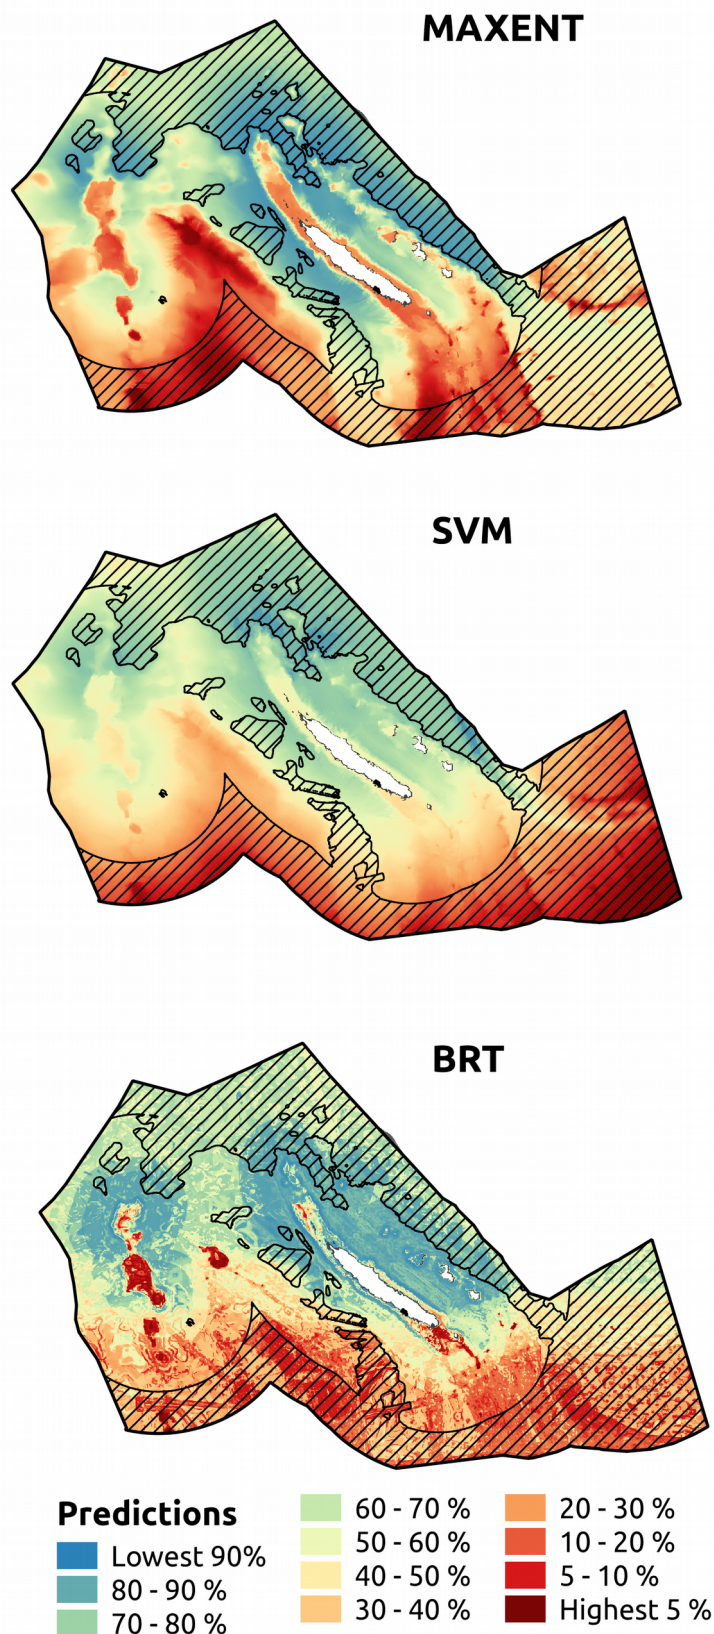 MAXENT
SVM
BRT
Predictions
Lowest 90%
80 - 90 %
70 - 80 %
60 - 70 %
50 - 60 %
40 - 50 %
30 - 40 %
20 - 30 %
10 - 20 %
5 - 10 %
Highest 5 %